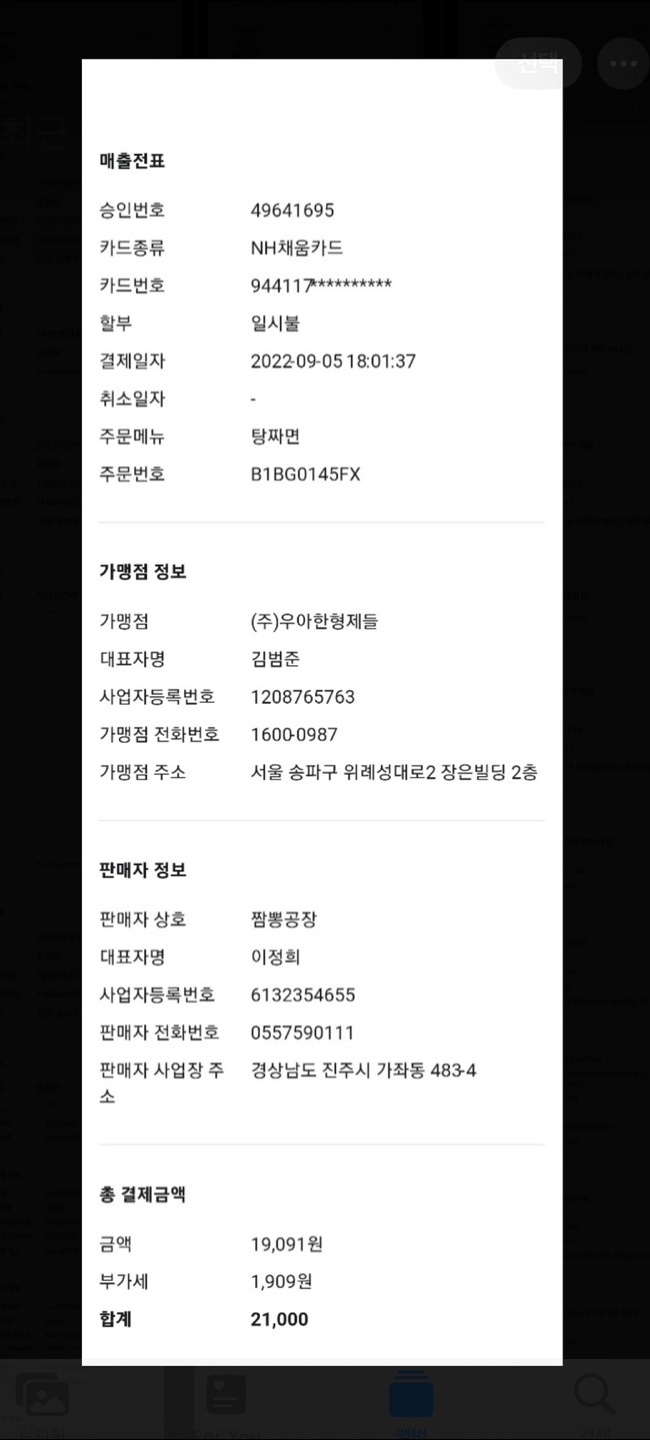 선택
매출전표
승인번호 49641695
카드종류 NH채움카드
카드번호 944117**********
할부 일시불
결제일자 2022-09-05 18:01:37
취소일자 -
주문메뉴 탕짜면
주문번호 B1BG0145FX
가맹점 정보
가맹점 (주)우아한형제들
대표자명 김범준
사업자등록번호 1208765763
가맹점 전화번호 1600-0987
가맹점 주소 서울 송파구 위례성대로2 장은빌딩 2층
판매자 정보
판매자 상호 짬뽕공장
대표자명 이정희
사업자등록번호 6132354655
판매자 전화번호 0557590111
판매자 사업장 주 경상남도 진주시 가좌동 483-4
소
총 결제금액
금액 19,091원
부가세 1,909원
합계 21,000
For You
앨범
검색